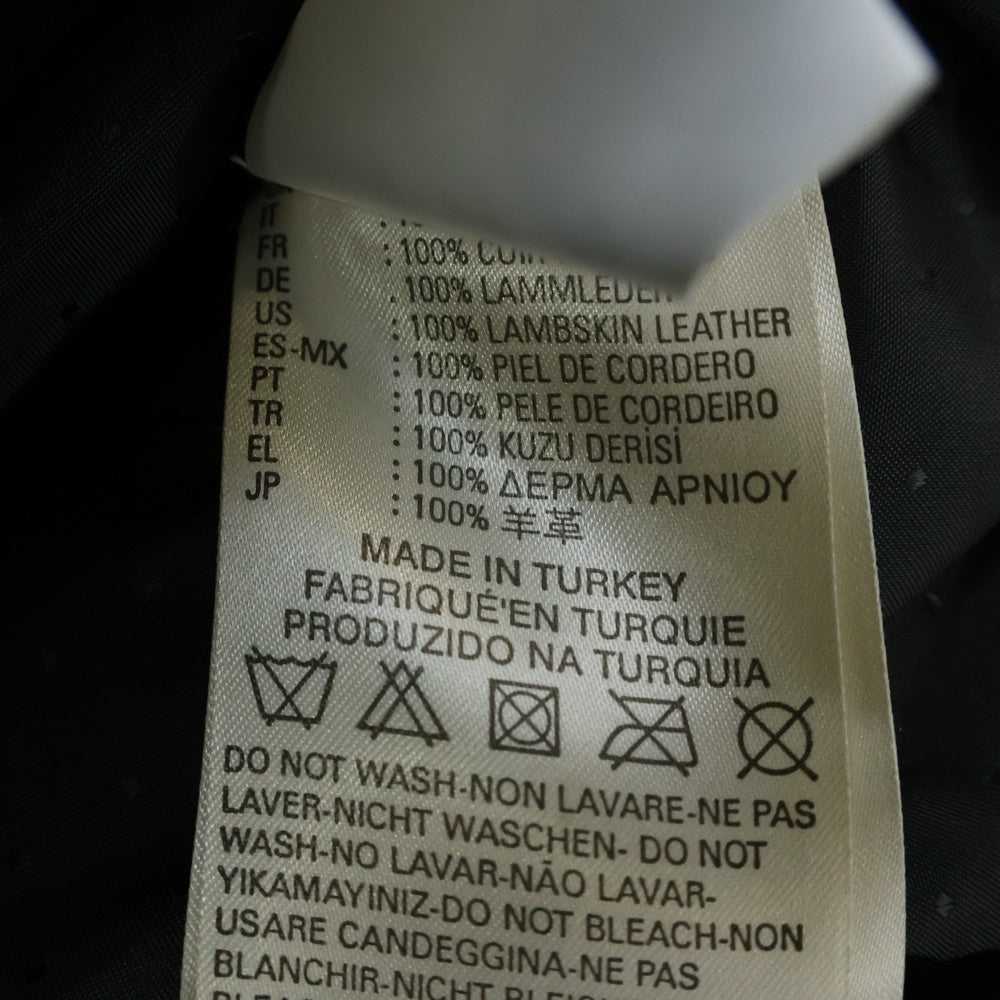 IT
FR : 100%
DE : 100% LAMMLEDER
US : 100% LAMBSKIN LEATHER
ES-MX : 100% PIEL DE CORDERO
PT : 100% PELE DE CORDEIRO
TR : 100% KUZU DERİSİ
EL : 100% ΔΕΡΜΑ ΑΡΝΙΟΥ
JP : 100% 羊革
MADE IN TURKEY
FABRIQUÉ'EN TURQUIE
PRODUZIDO NA TURQUIA
DO NOT WASH-NON LAVARE-NE PAS
LAVER-NICHT WASCHEN- DO NOT
WASH-NO LAVAR-NÃO LAVAR-
YIKAMAYINIZ-DO NOT BLEACH-NON
USARE CANDEGGINA-NE PAS
BLANCHIR-NICHT